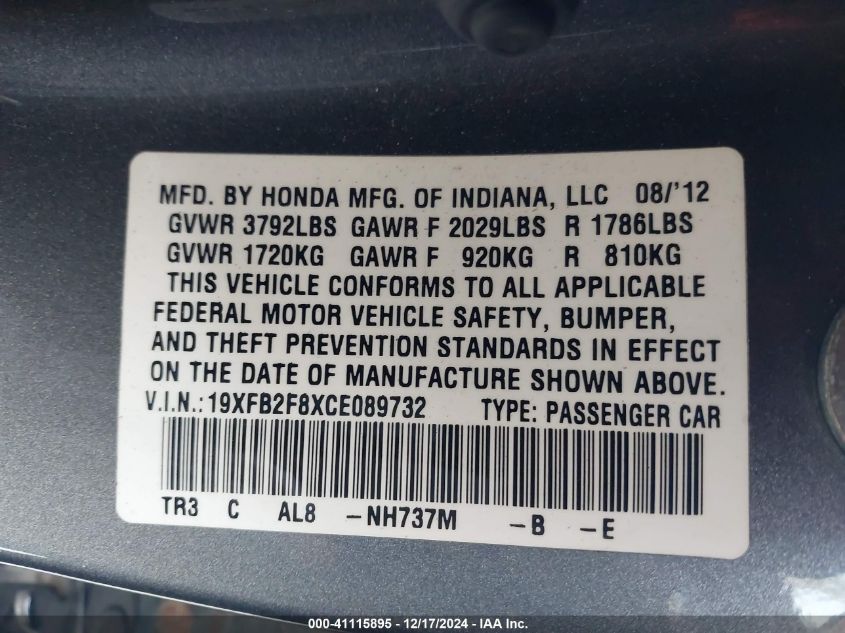 MFD. BY HONDA MFG. OF INDIANA, LLC 08/'12
GVWR 3792LBS GAWR F 2029LBS R 1786LBS
GVWR 1720KG GAWR F 920KG R 810KG
THIS VEHICLE CONFORMS TO ALL APPLICABLE
FEDERAL MOTOR VEHICLE SAFETY, BUMPER,
AND THEFT PREVENTION STANDARDS IN EFFECT
ON THE DATE OF MANUFACTURE SHOWN ABOVE.
V.I.N.: 19XFB2F8XCE089732 TYPE: PASSENGER CAR
TR3 C AL8 -NH737M -B -E
000-41115895 - 12/17/2024 - IAA Inc.